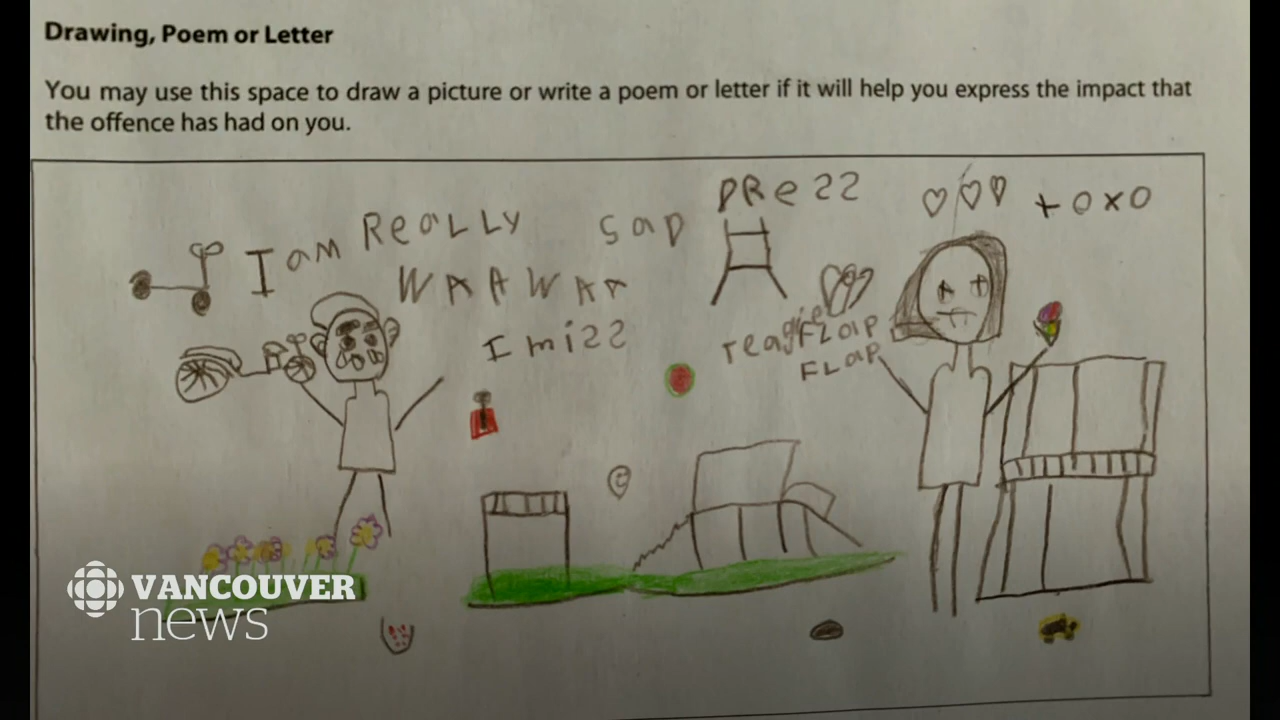 Drawing, Poem or Letter
You may use this space to draw a picture or write a poem or letter if it will help you express the impact that
the offence has had on you.
I am ReaLLy SaD
PRe22
+ o x o
WAAWAA
I mi22
reagie
FLap
FLap
C
VANCOUVER
news